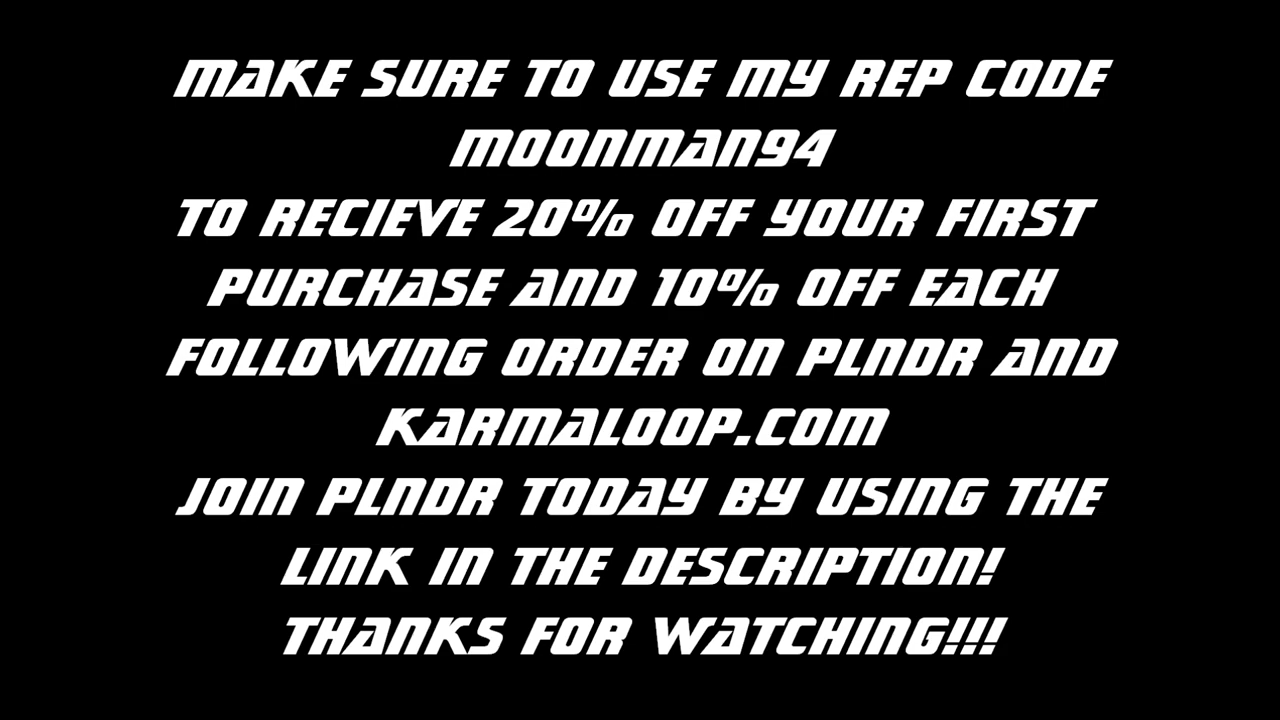 MAKE SURE TO USE MY REP CODE
MOONMAN94
TO RECIEVE 20% OFF YOUR FIRST
PURCHASE AND 10% OFF EACH
FOLLOWING ORDER ON PLNDR AND
KARMALOOP.COM
JOIN PLNDR TODAY BY USING THE
LINK IN THE DESCRIPTION!
THANKS FOR WATCHING!!!